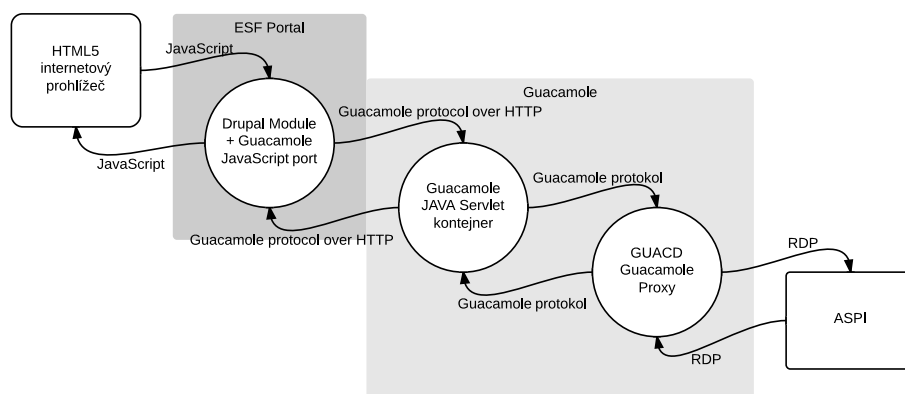 ESF Portal
HTML5
internetový
prohlížeč
JavaScript
JavaScript
Drupal Module
+ Guacamole
JavaScript port
Guacamole
Guacamole protocol over HTTP
Guacamole protocol over HTTP
Guacamole
JAVA Servlet
kontejner
Guacamole protokol
Guacamole protokol
GUACD
Guacamole
Proxy
RDP
RDP
ASPI